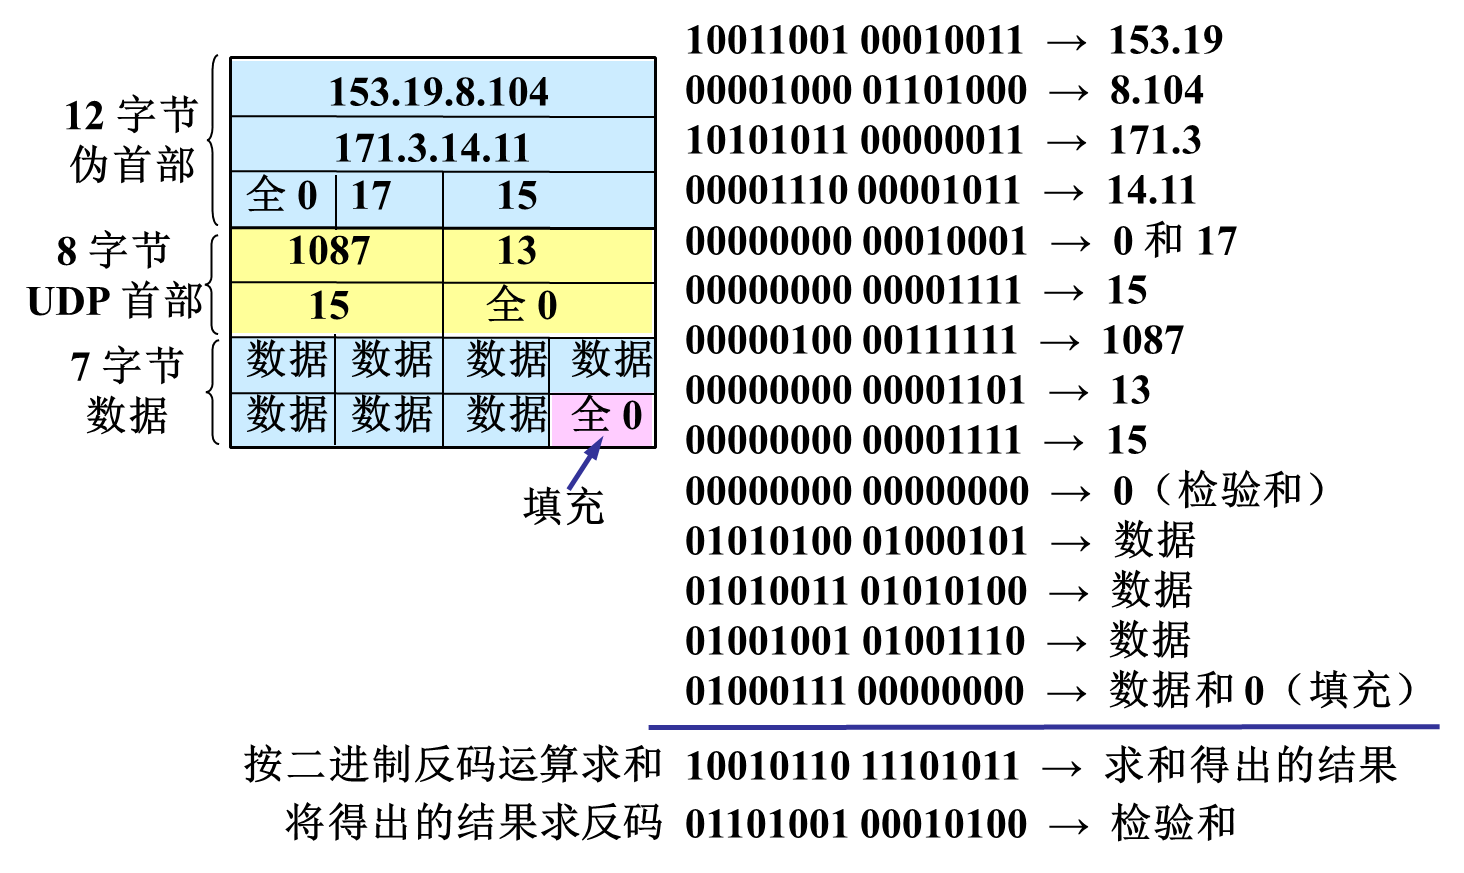 12 字节
伪首部
153.19.8.104
171.3.14.11
全 0 17 15
8 字节
UDP 首部
1087 13
15 全 0
7 字节
数据
数据 数据 数据 数据
数据 数据 数据 全 0
填充
10011001 00010011 → 153.19
00001000 01101000 → 8.104
10101011 00000011 → 171.3
00001110 00001011 → 14.11
00000000 00010001 → 0 和 17
00000000 00001111 → 15
00000100 00111111 → 1087
00000000 00001101 → 13
00000000 00001111 → 15
00000000 00000000 → 0（检验和）
01010100 01000101 → 数据
01010011 01010100 → 数据
01001001 01001110 → 数据
01000111 00000000 → 数据和 0（填充）
按二进制反码运算求和 10010110 11101011 → 求和得出的结果
将得出的结果求反码 01101001 00010100 → 检验和